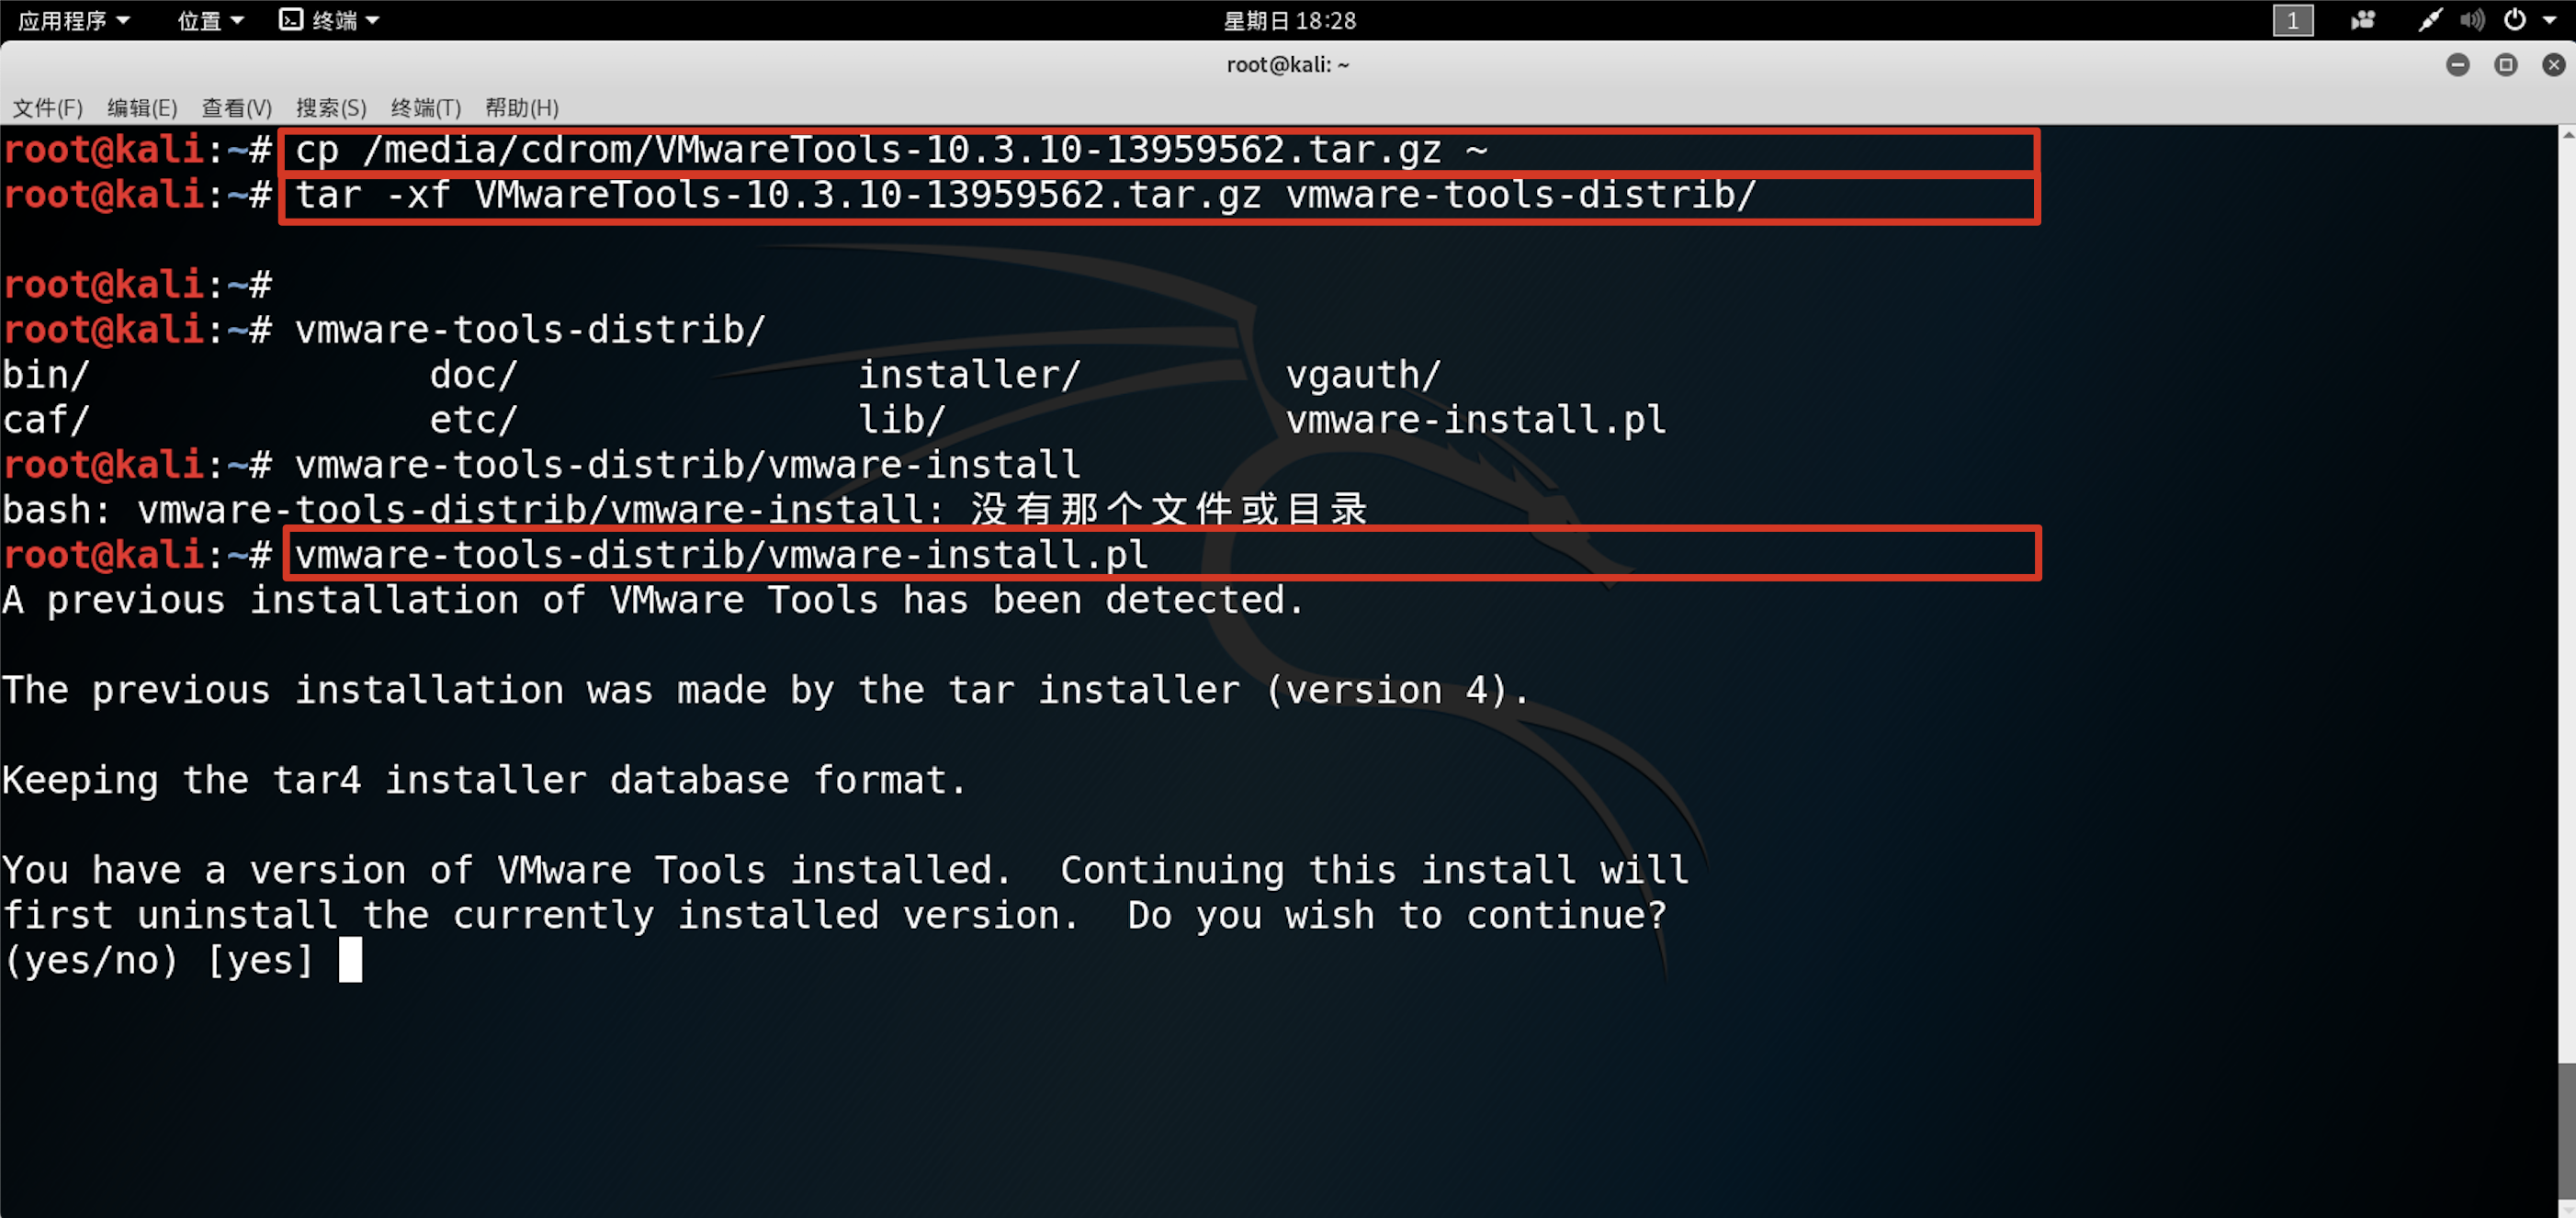 应用程序 位置 终端 星期日 18:28 1
root@kali: ~
文件(F) 编辑(E) 查看(V) 搜索(S) 终端(T) 帮助(H)
root@kali:~# cp /media/cdrom/VMwareTools-10.3.10-13959562.tar.gz ~
root@kali:~# tar -xf VMwareTools-10.3.10-13959562.tar.gz vmware-tools-distrib/
root@kali:~#
root@kali:~# vmware-tools-distrib/
bin/ doc/ installer/ vgauth/
caf/ etc/ lib/ vmware-install.pl
root@kali:~# vmware-tools-distrib/vmware-install
bash: vmware-tools-distrib/vmware-install: 没有那个文件或目录
root@kali:~# vmware-tools-distrib/vmware-install.pl
A previous installation of VMware Tools has been detected.
The previous installation was made by the tar installer (version 4).
Keeping the tar4 installer database format.
You have a version of VMware Tools installed.  Continuing this install will
first uninstall the currently installed version.  Do you wish to continue?
(yes/no) [yes]